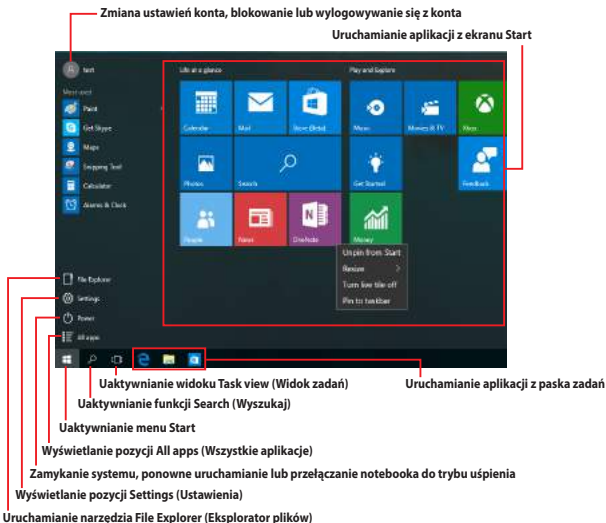 Zmiana ustawień konta, blokowanie lub wylogowywanie się z konta
Uruchamianie aplikacji z ekranu Start
test
Most used
Paint
Get Skype
Maps
Snipping Tool
Calculator
Alarms & Clock
File Explorer
Settings
Power
All apps
Life at a glance
Play and Explore
Calendar
Mail
Store (Beta)
Music
Movies & TV
Xbox
Photos
Search
Get Started
Feedback
People
News
OneNote
Money
Unpin from Start
Resize
Turn live tile off
Pin to taskbar
Uaktywnianie widoku Task view (Widok zadań)
Uruchamianie aplikacji z paska zadań
Uaktywnianie funkcji Search (Wyszukaj)
Uaktywnianie menu Start
Wyświetlanie pozycji All apps (Wszystkie aplikacje)
Zamykanie systemu, ponowne uruchamianie lub przełączanie notebooka do trybu uśpienia
Wyświetlanie pozycji Settings (Ustawienia)
Uruchamianie narzędzia File Explorer (Eksplorator plików)